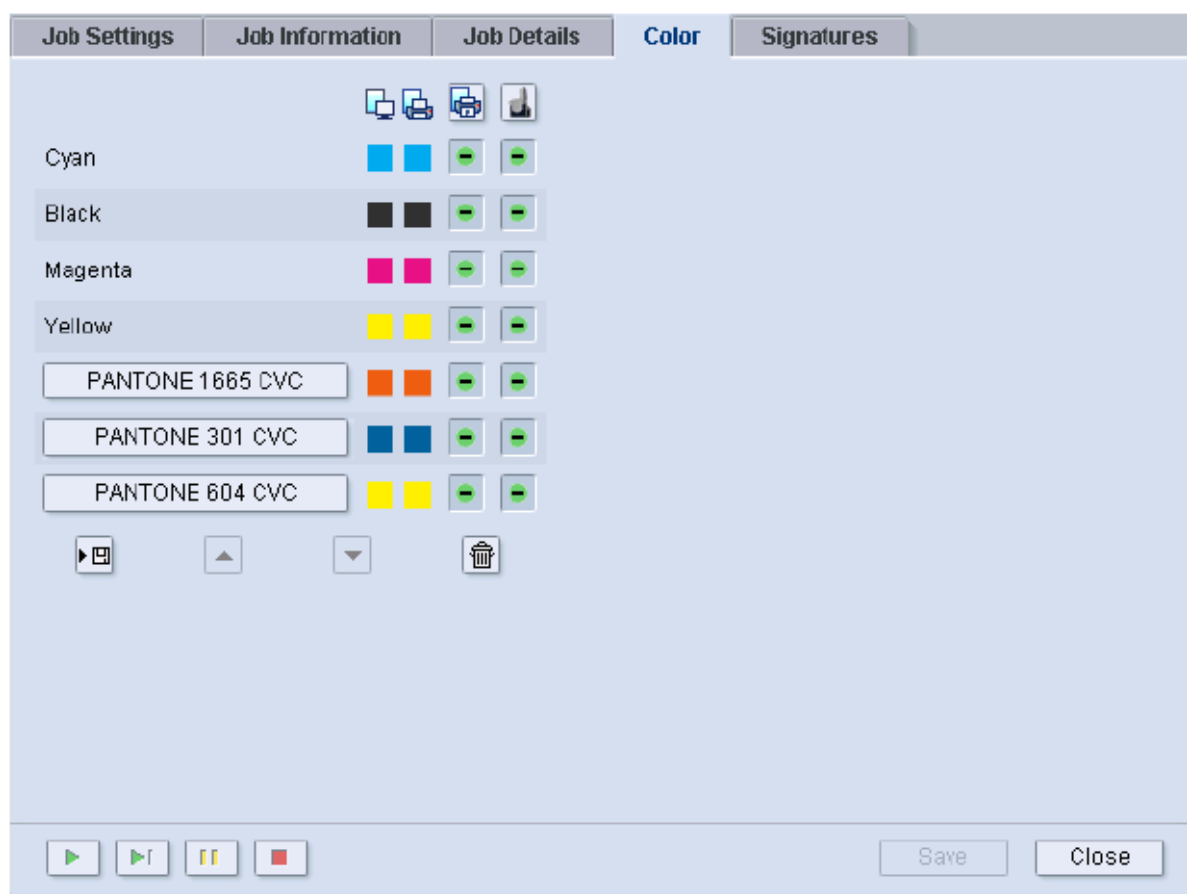 Job Settings Job Information Job Details Color Signatures
Cyan
Black
Magenta
Yellow
PANTONE 1665 CVC
PANTONE 301 CVC
PANTONE 604 CVC
Save Close